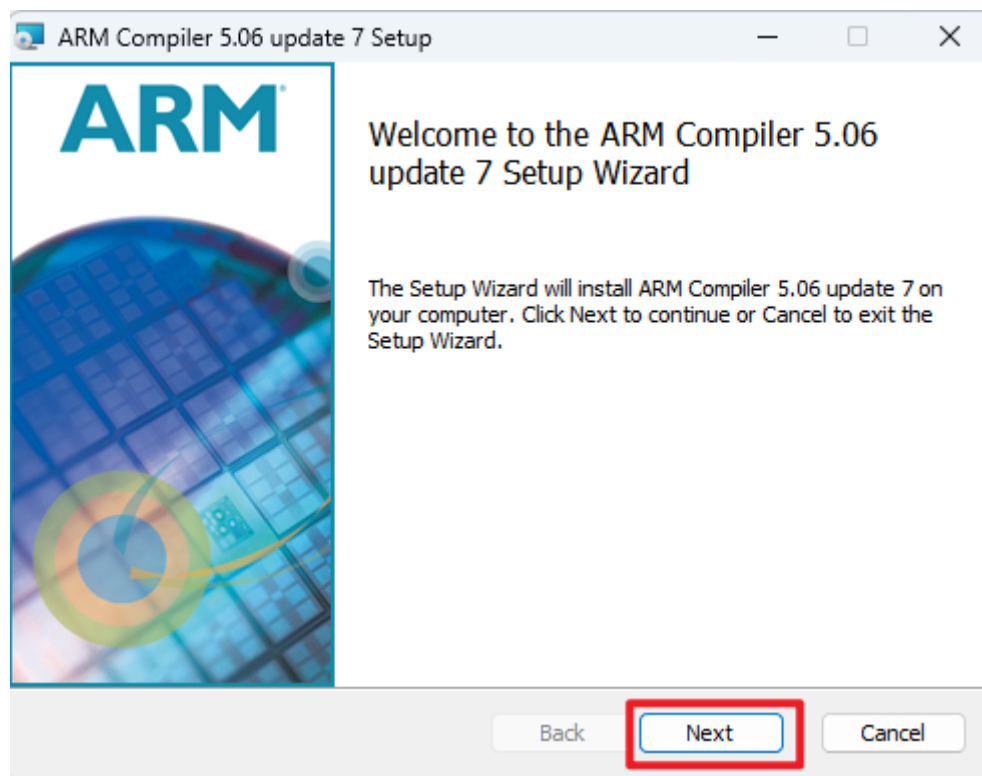 ARM Compiler 5.06 update 7 Setup
ARM
Welcome to the ARM Compiler 5.06
update 7 Setup Wizard
The Setup Wizard will install ARM Compiler 5.06 update 7 on
your computer. Click Next to continue or Cancel to exit the
Setup Wizard.
Back Next Cancel